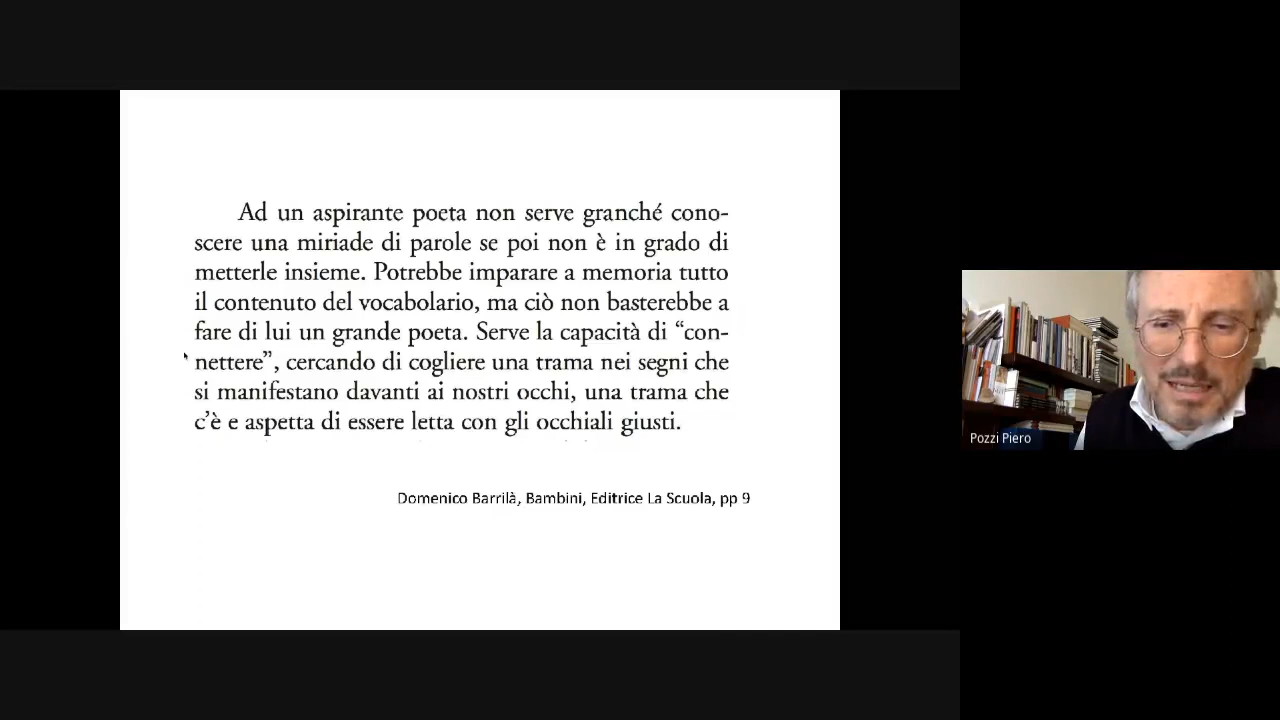 Ad un aspirante poeta non serve granché cono-
scere una miriade di parole se poi non è in grado di
metterle insieme. Potrebbe imparare a memoria tutto
il contenuto del vocabolario, ma ciò non basterebbe a
fare di lui un grande poeta. Serve la capacità di “con-
nettere”, cercando di cogliere una trama nei segni che
si manifestano davanti ai nostri occhi, una trama che
c’è e aspetta di essere letta con gli occhiali giusti.
Domenico Barrilà, Bambini, Editrice La Scuola, pp 9
Pozzi Piero